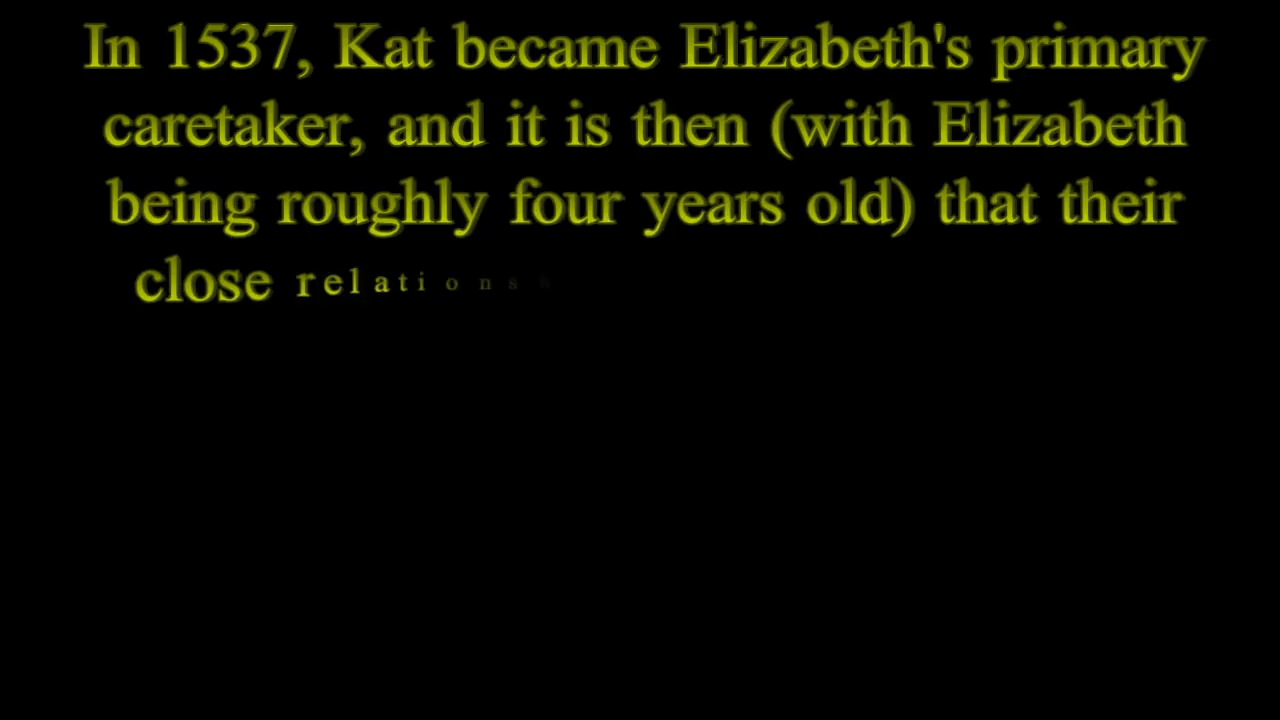 In 1537, Kat became Elizabeth's primary
caretaker, and it is then (with Elizabeth
being roughly four years old) that their
close relations